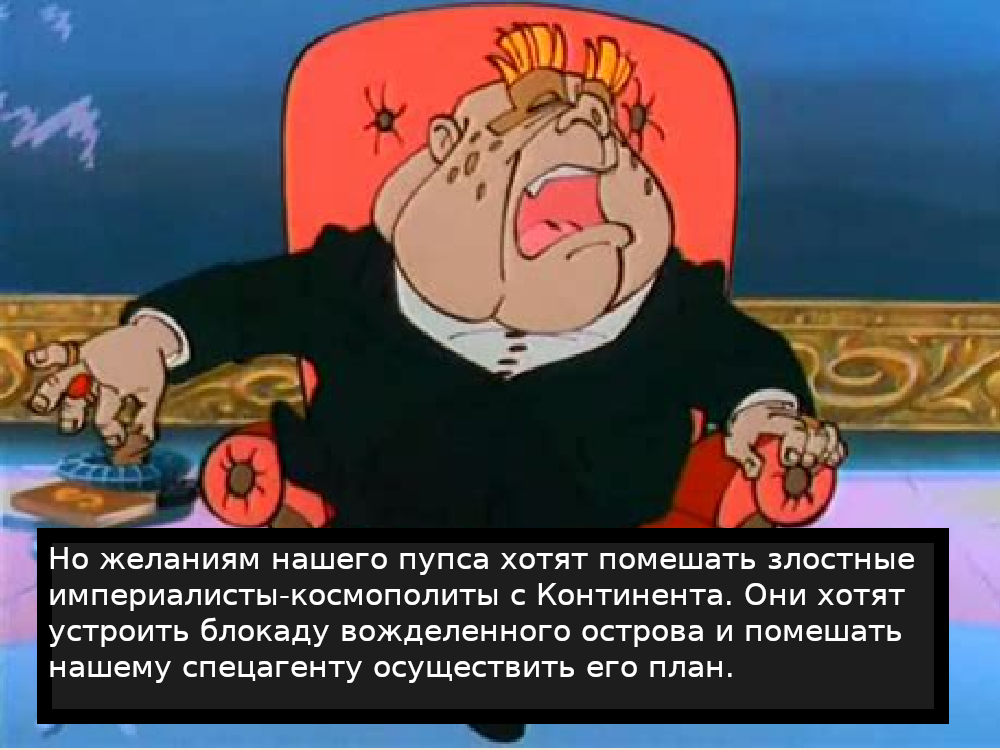 Но желаниям нашего пупса хотят помешать злостные
империалисты-космополиты с Континента. Они хотят
устроить блокаду вожделенного острова и помешать
нашему спецагенту осуществить его план.